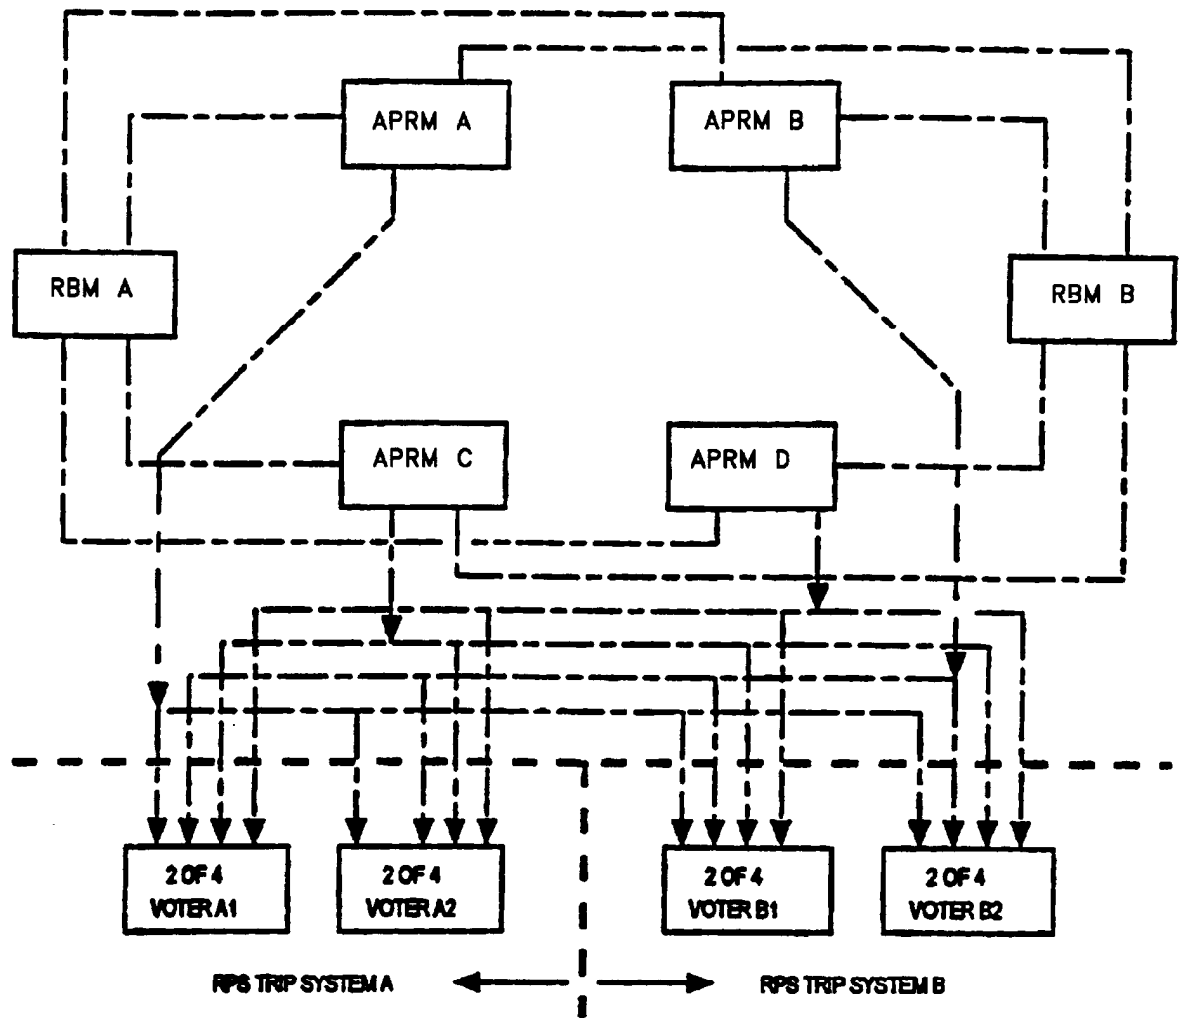 APRM A
APRM B
RBM A
RBM B
APRM C
APRM D
2 OF 4
VOTER A1
2 OF 4
VOTER A2
2 OF 4
VOTER B1
2 OF 4
VOTER B2
RPS TRIP SYSTEM A
RPS TRIP SYSTEM B